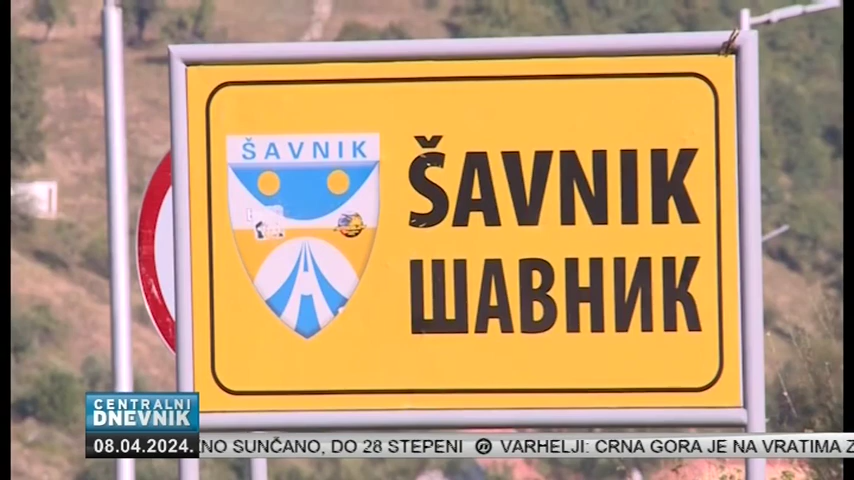 ŠAVNIK
ŠAVNIK
ШАВНИК
CENTRALNI
DNEVNIK
08.04.2024. NO SUNČANO, DO 28 STEPENI VARHELJI: CRNA GORA JE NA VRATIMA